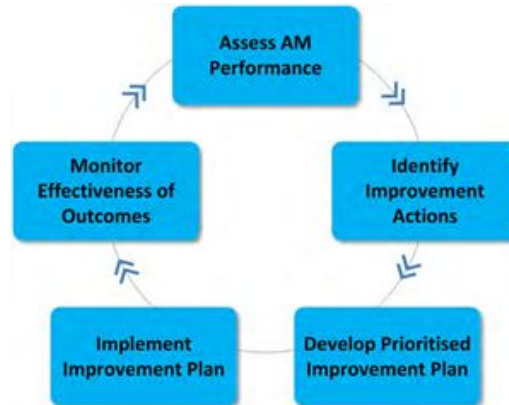 Assess AM
Performance
Identify
Improvement
Actions
Develop Prioritised
Improvement Plan
Implement
Improvement Plan
Monitor
Effectiveness of
Outcomes